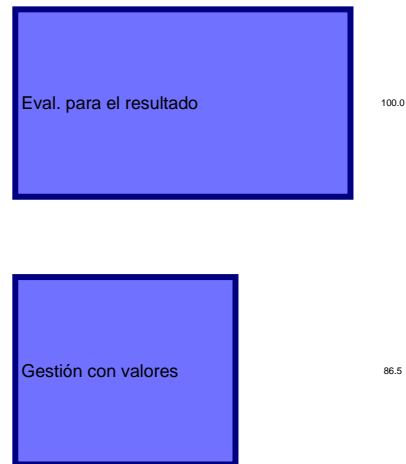 Eval. para el resultado 100.0
Gestión con valores 86.5